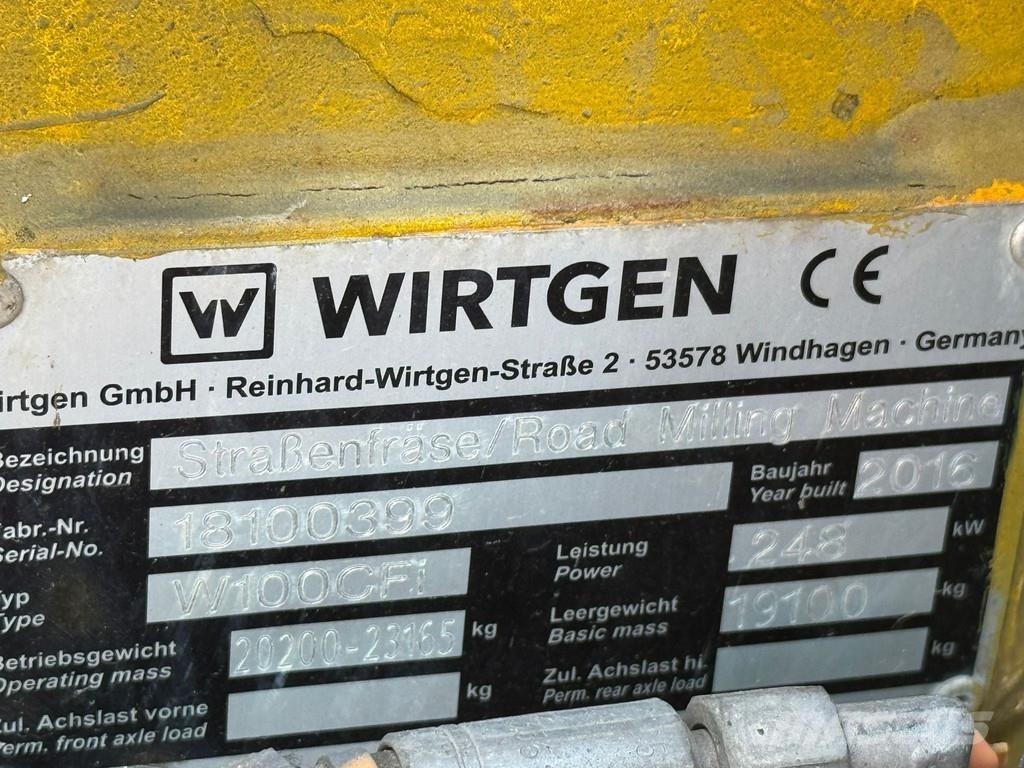 W WIRTGEN CE
irtgen GmbH · Reinhard-Wirtgen-Straße 2 · 53578 Windhagen · Germany
Bezeichnung Straßenfräse/Road Milling Machine
Designation
Fabr.-Nr. 18100399 Baujahr 2016
Serial-No. Year built
Typ W100CFi Leistung 248 kW
Type Power
Betriebsgewicht 20200-23165 kg Leergewicht 19100 kg
Operating mass Basic mass
Zul. Achslast vorne kg Zul. Achslast hi. kg
Perm. front axle load Perm. rear axle load